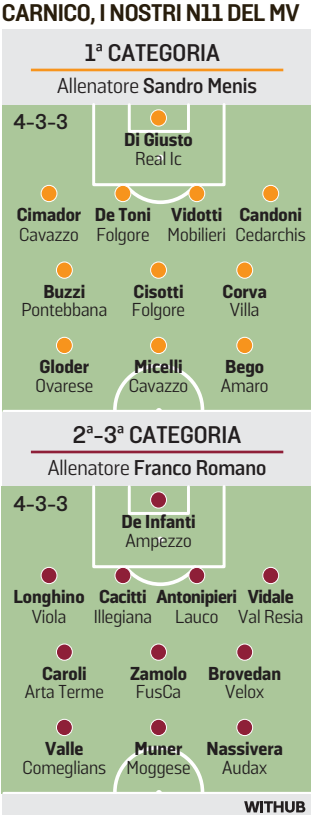 CARNICO, I NOSTRI N11 DEL MV
1ª CATEGORIA
Allenatore Sandro Menis
4-3-3
Di Giusto
Real Ic
Cimador De Toni Vidotti Candoni
Cavazzo Folgore Mobilieri Cedarchis
Buzzi Cisotti Corva
Pontebbana Folgore Villa
Gloder Micelli Bego
Ovarese Cavazzo Amaro
2ª-3ª CATEGORIA
Allenatore Franco Romano
4-3-3
De Infanti
Ampezzo
Longhino Cacitti Antonipieri Vidale
Viola Illegiana Lauco Val Resia
Caroli Zamolo Brovedan
Arta Terme FusCa Velox
Valle Muner Nassivera
Comeglians Moggese Audax
WITHUB